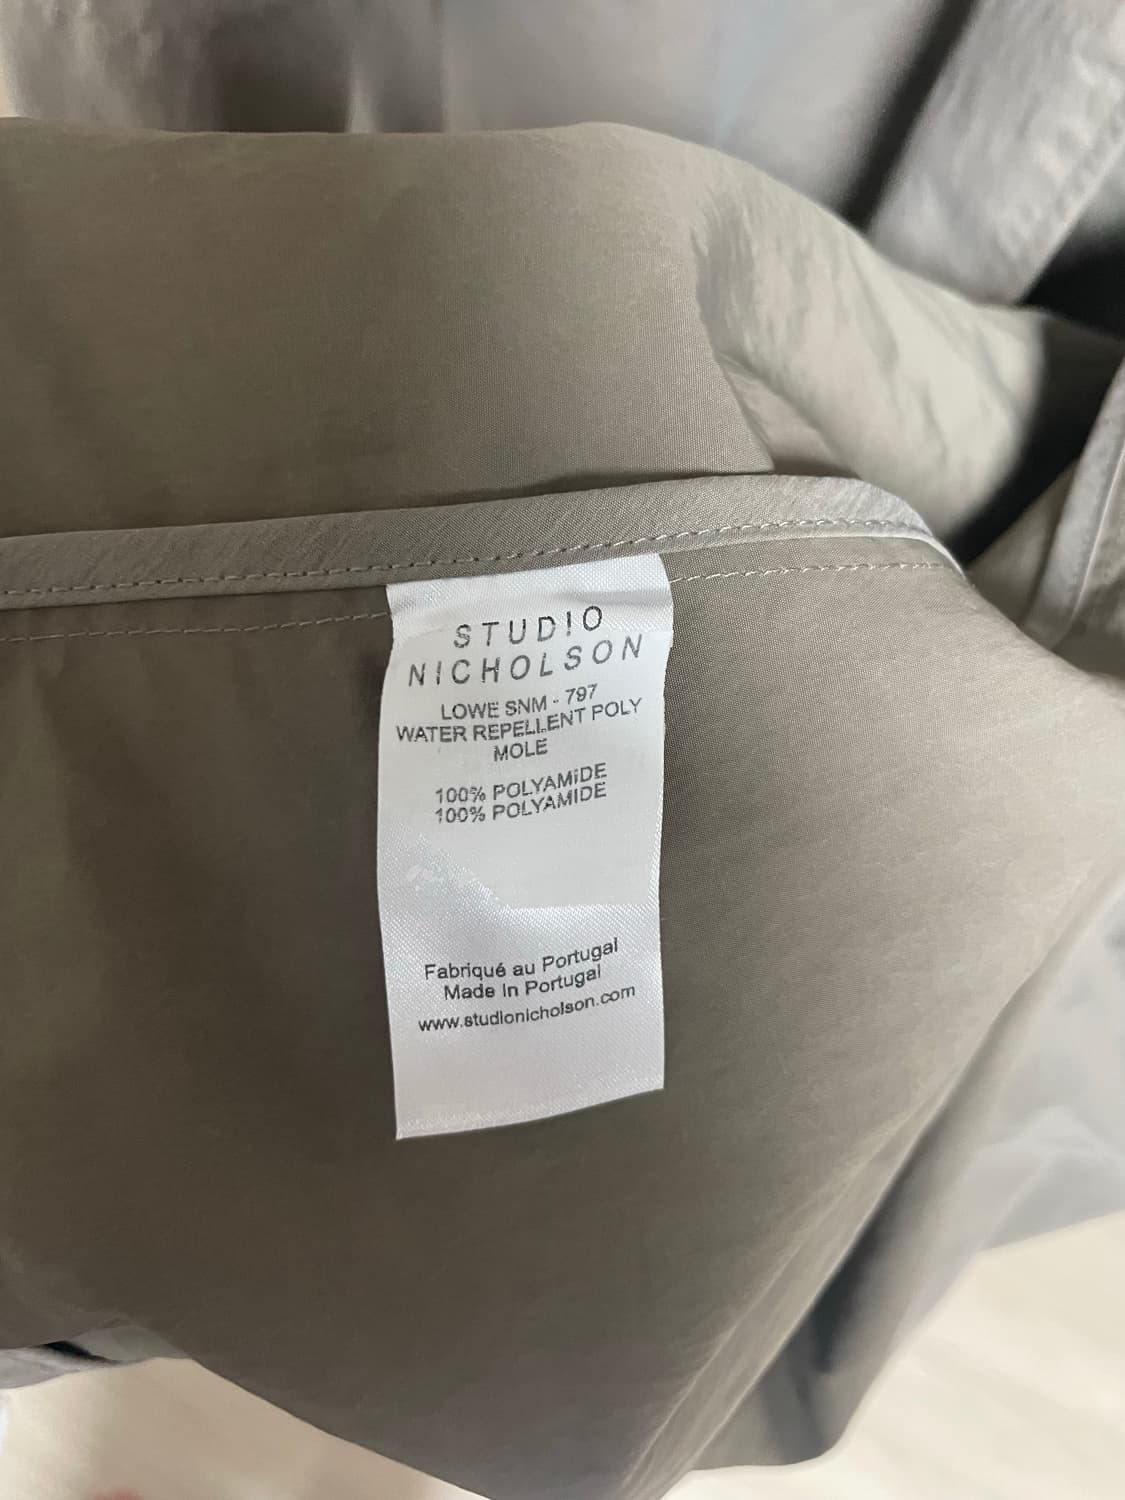 STUDIO
NICHOLSON
LOWE SNM - 797
WATER REPELLENT POLY
MOLE
100% POLYAMIDE
100% POLYAMIDE
Fabriqué au Portugal
Made In Portugal
www.studionicholson.com